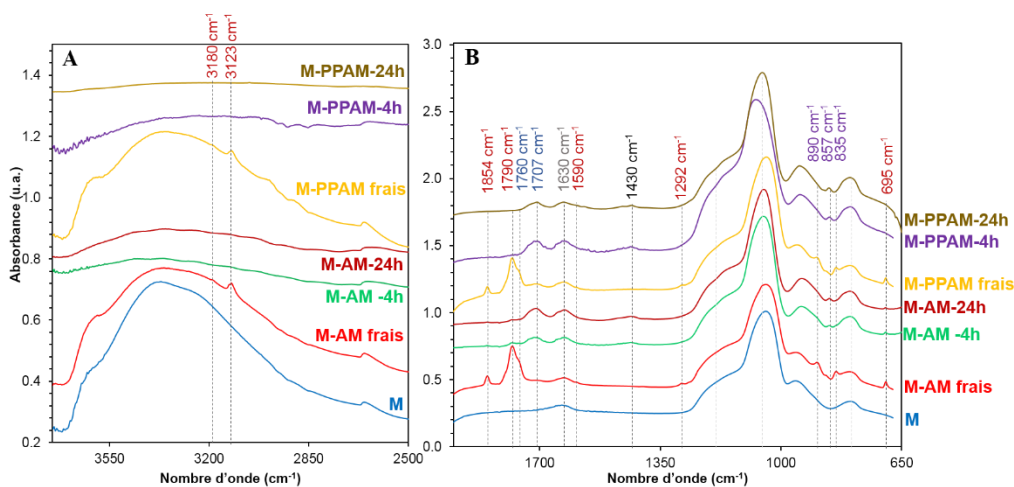 A
3180 cm⁻¹
3123 cm⁻¹
1.4
1.2
1.0
0.8
0.6
0.4
0.2
Absorbance (u.a.)
M-PPAM-24h
M-PPAM-4h
M-PPAM frais
M-AM-24h
M-AM -4h
M-AM frais
M
3550
3200
2850
2500
Nombre d'onde (cm⁻¹)
B
3.0
2.5
2.0
1.5
1.0
0.5
0.0
1854 cm⁻¹
1790 cm⁻¹
1760 cm⁻¹
1707 cm⁻¹
1630 cm⁻¹
1590 cm⁻¹
1430 cm⁻¹
1292 cm⁻¹
890 cm⁻¹
857 cm⁻¹
835 cm⁻¹
695 cm⁻¹
M-PPAM-24h
M-PPAM-4h
M-PPAM frais
M-AM-24h
M-AM -4h
M-AM frais
M
1700
1350
1000
650
Nombre d'onde (cm⁻¹)